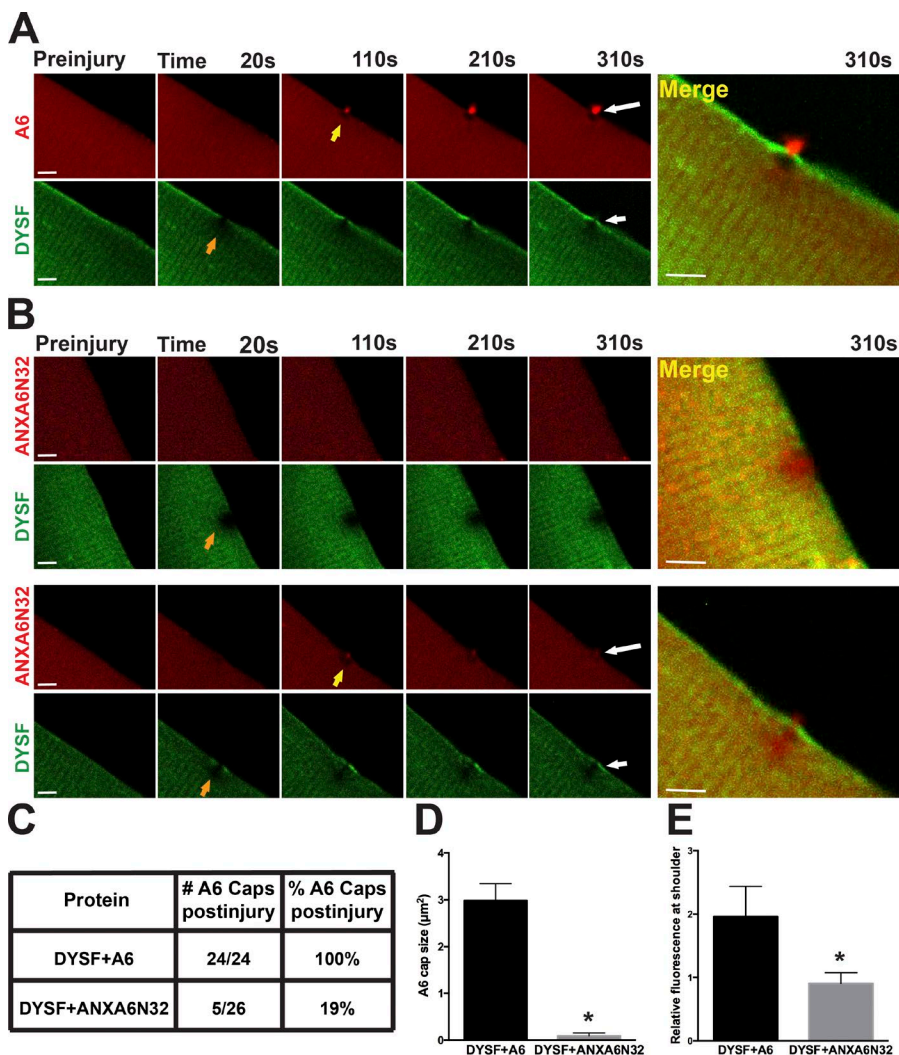 A
Preinjury Time 20s 110s 210s 310s 310s
A6
Merge
DYSF
B
Preinjury Time 20s 110s 210s 310s 310s
ANXA6N32
Merge
DYSF
ANXA6N32
DYSF
C
Protein # A6 Caps postinjury % A6 Caps postinjury
DYSF+A6 24/24 100%
DYSF+ANXA6N32 5/26 19%
D
A6 cap size (µm²)
4
3
2
1
0
*
DYSF+A6 DYSF+ANXA6N32
E
Relative fluorescence at shoulder
3
2
1
0
*
DYSF+A6 DYSF+ANXA6N32